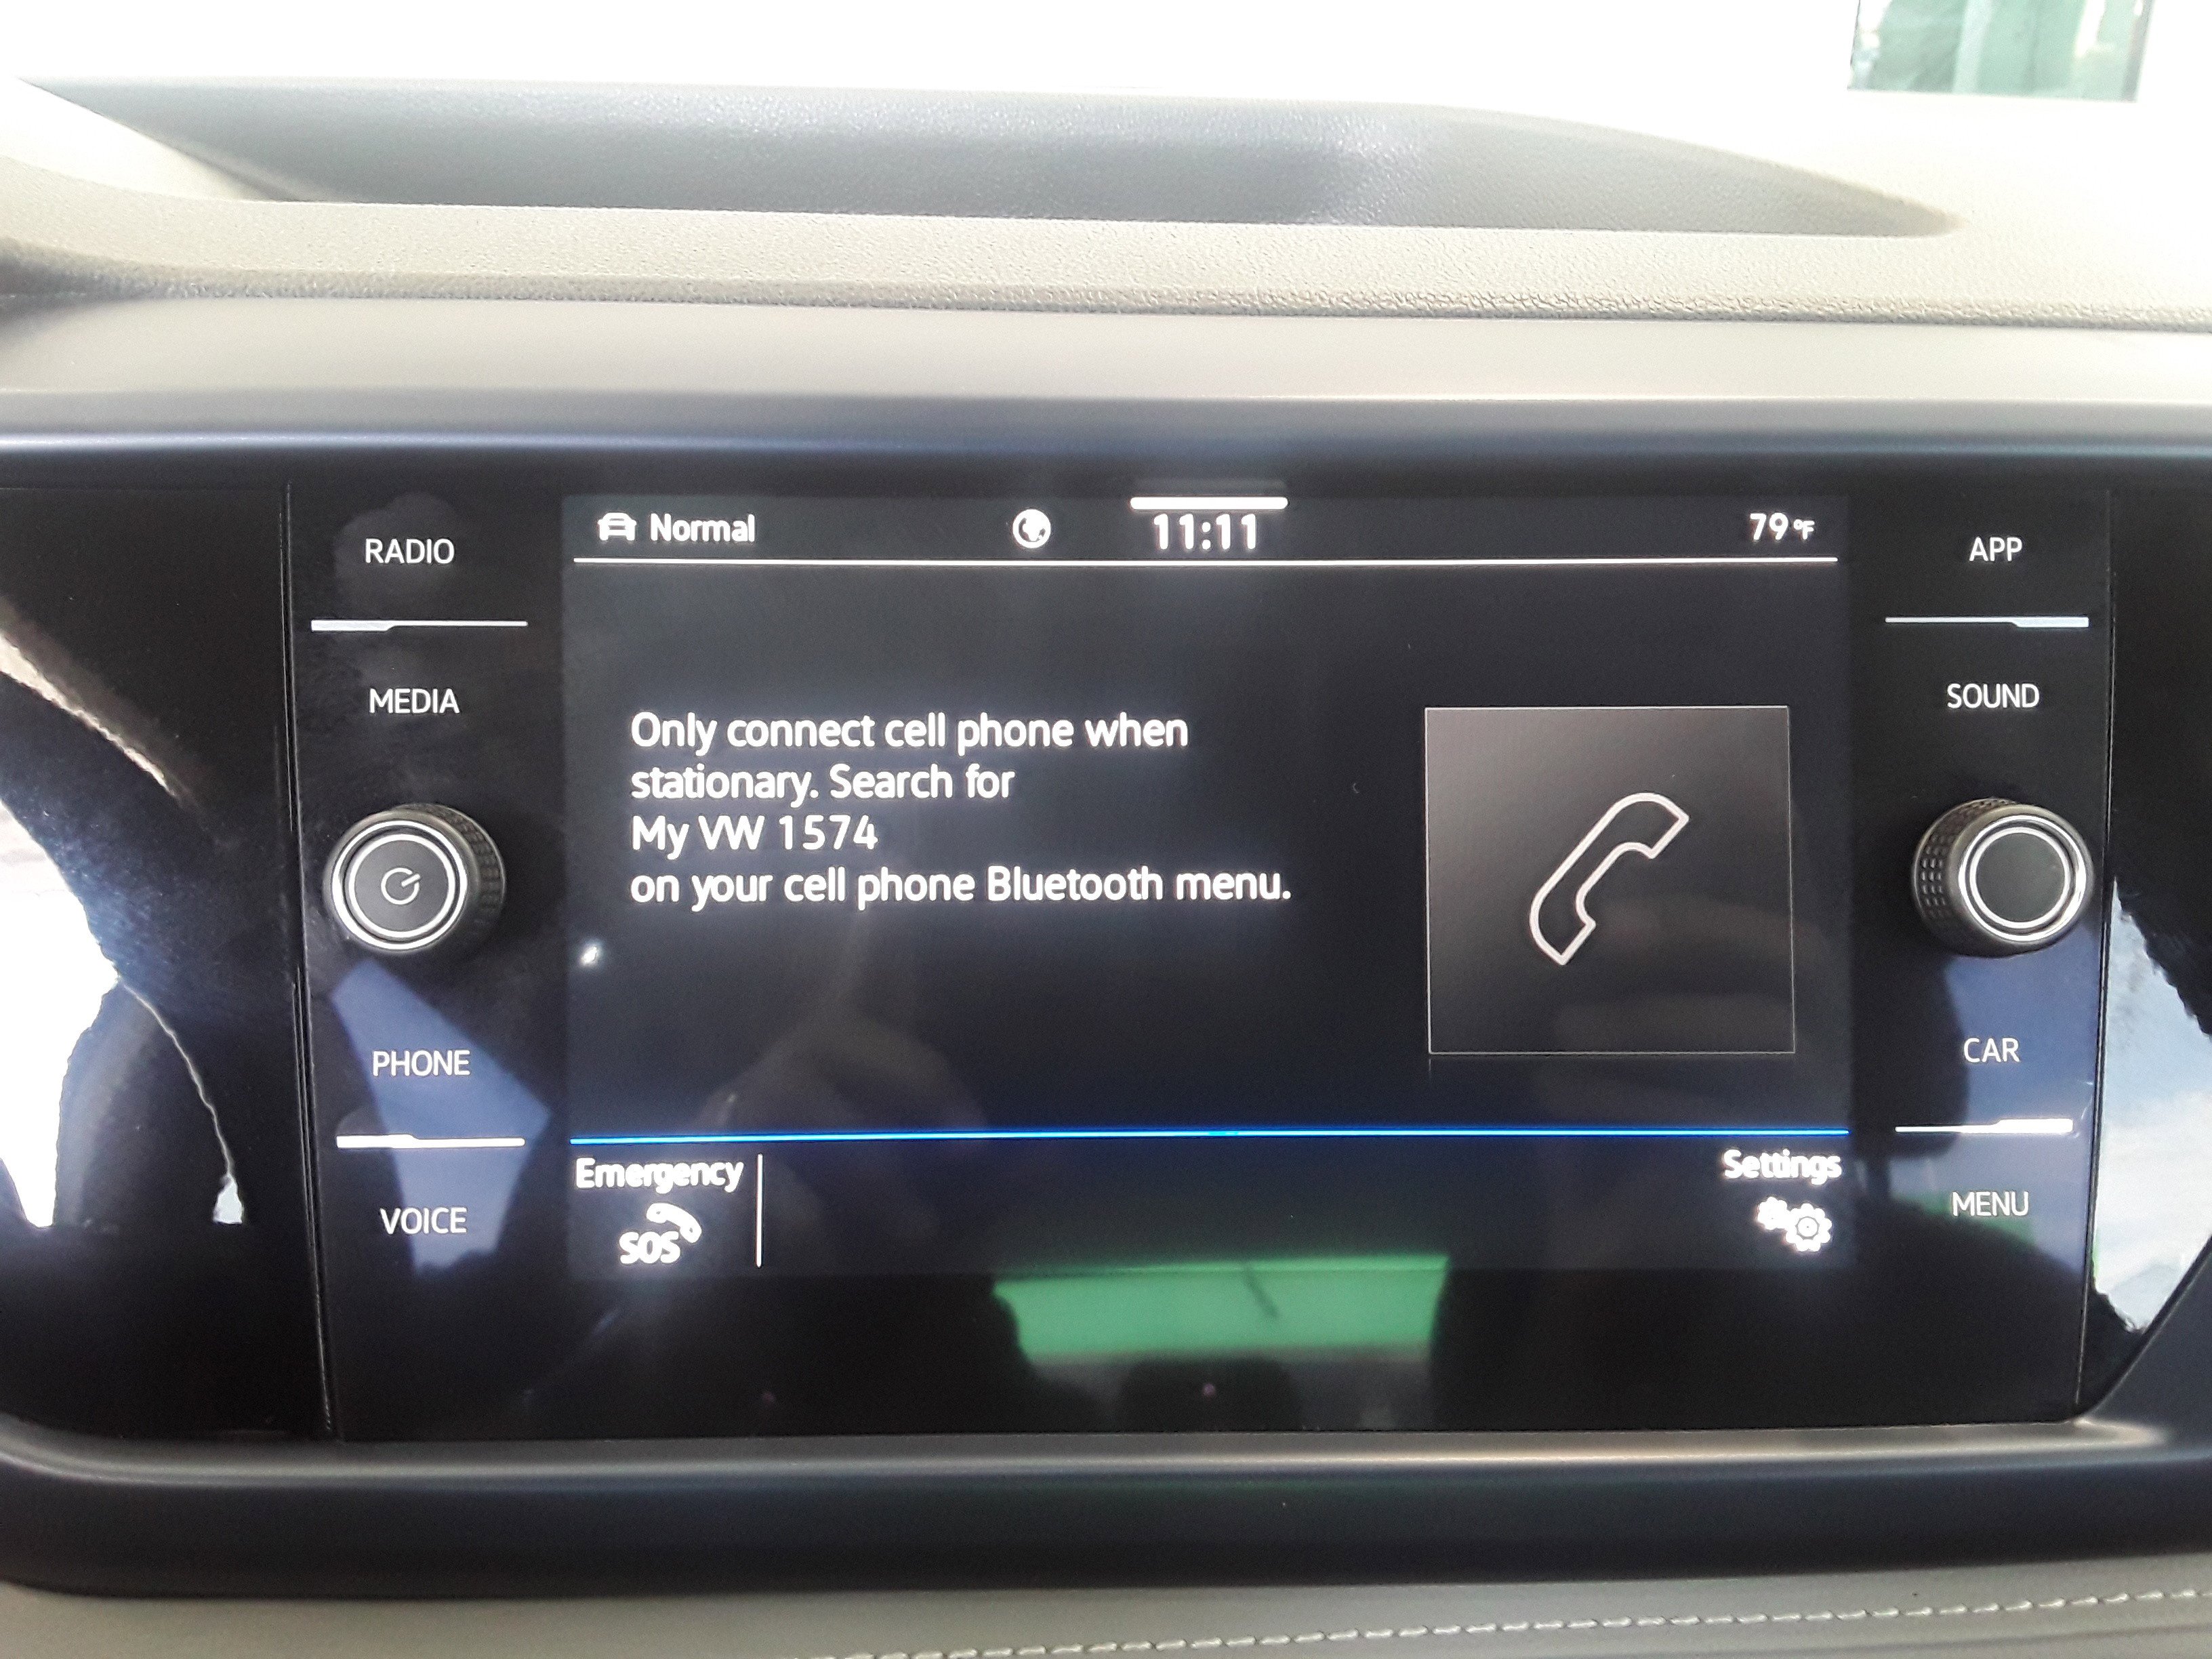 Normal
11:11
79°F
RADIO
MEDIA
PHONE
VOICE
Only connect cell phone when
stationary. Search for
My VW 1574
on your cell phone Bluetooth menu.
Emergency
SOS
Settings
APP
SOUND
CAR
MENU